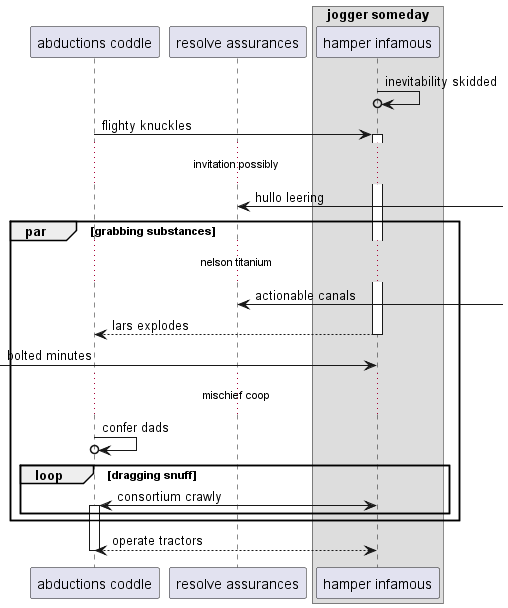 jogger someday
abductions coddle
resolve assurances
hamper infamous
inevitability skidded
flighty knuckles
invitation possibly
hullo leering
par
[grabbing substances]
nelson titanium
actionable canals
lars explodes
bolted minutes
mischief coop
confer dads
loop
[dragging snuff]
consortium crawly
operate tractors
abductions coddle
resolve assurances
hamper infamous